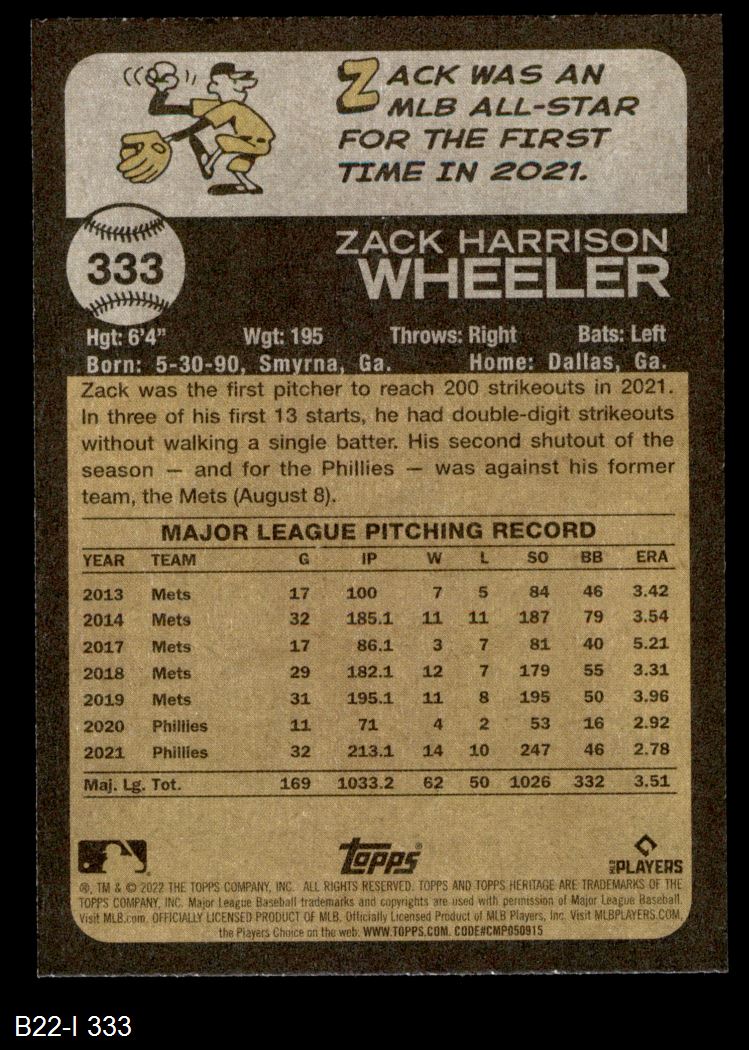 ZACK WAS AN
MLB ALL-STAR
FOR THE FIRST
TIME IN 2021.
333
ZACK HARRISON
WHEELER
Hgt: 6'4" Wgt: 195 Throws: Right Bats: Left
Born: 5-30-90, Smyrna, Ga. Home: Dallas, Ga.
Zack was the first pitcher to reach 200 strikeouts in 2021.
In three of his first 13 starts, he had double-digit strikeouts
without walking a single batter. His second shutout of the
season — and for the Phillies — was against his former
team, the Mets (August 8).
MAJOR LEAGUE PITCHING RECORD
YEAR TEAM G IP W L SO BB ERA
2013 Mets 17 100 7 5 84 46 3.42
2014 Mets 32 185.1 11 11 187 79 3.54
2017 Mets 17 86.1 3 7 81 40 5.21
2018 Mets 29 182.1 12 7 179 55 3.31
2019 Mets 31 195.1 11 8 195 50 3.96
2020 Phillies 11 71 4 2 53 16 2.92
2021 Phillies 32 213.1 14 10 247 46 2.78
Maj. Lg. Tot. 169 1033.2 62 50 1026 332 3.51
Topps
PLAYERS
®, TM & © 2022 THE TOPPS COMPANY, INC. ALL RIGHTS RESERVED. TOPPS AND TOPPS HERITAGE ARE TRADEMARKS OF THE
TOPPS COMPANY, INC. Major League Baseball trademarks and copyrights are used with permission of Major League Baseball.
Visit MLB.com. OFFICIALLY LICENSED PRODUCT OF MLB. Officially Licensed Product of MLB Players, Inc. Visit MLBPLAYERS.COM,
the Players Choice on the web. WWW.TOPPS.COM. CODE#CMP050915
B22-I 333